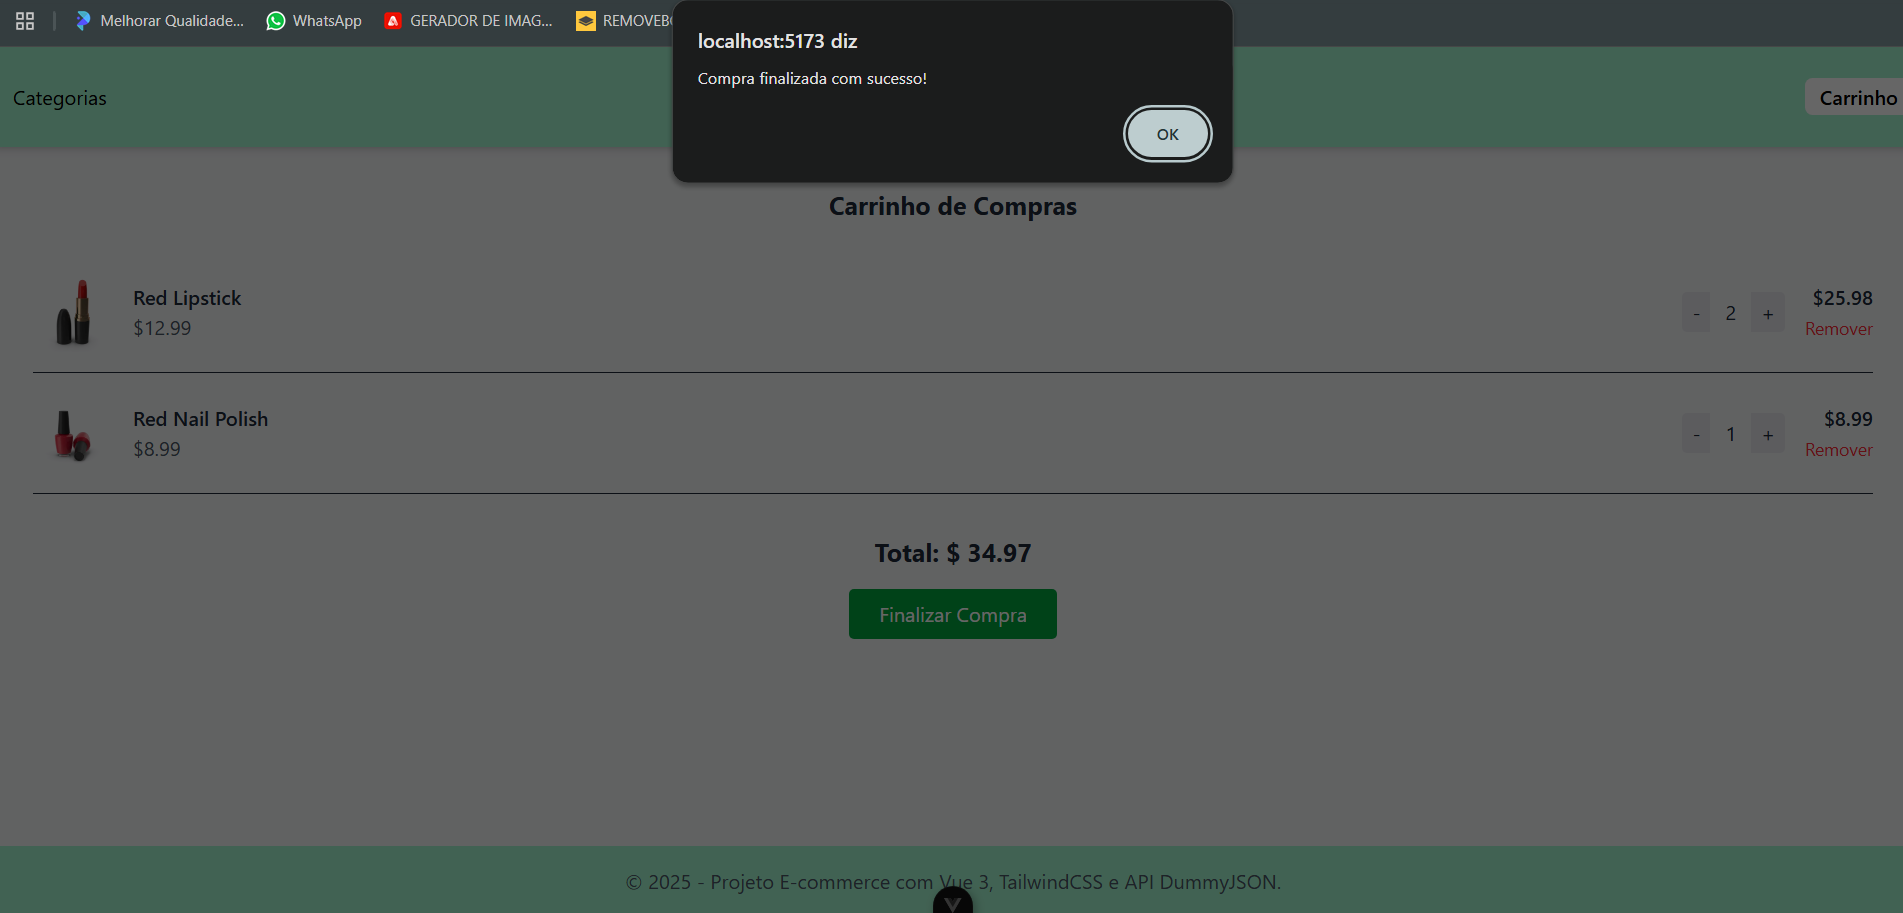 Melhorar Qualidade...
WhatsApp
GERADOR DE IMAG...
REMOVEB
localhost:5173 diz
Compra finalizada com sucesso!
OK
Categorias
Carrinho
Carrinho de Compras
Red Lipstick
$12.99
- 2 +
$25.98
Remover
Red Nail Polish
$8.99
- 1 +
$8.99
Remover
Total: $ 34.97
Finalizar Compra
© 2025 - Projeto E-commerce com Vue 3, TailwindCSS e API DummyJSON.